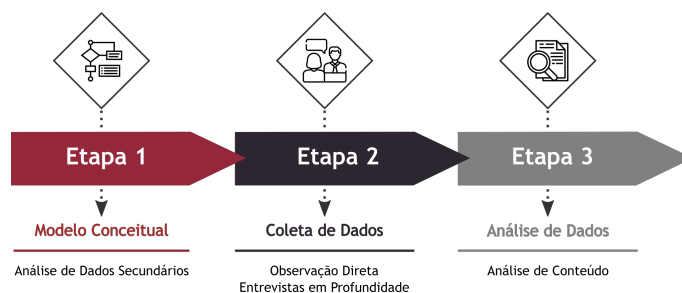 Etapa 1
Etapa 2
Etapa 3
Modelo Conceitual
Coleta de Dados
Análise de Dados
Análise de Dados Secundários
Observação Direta
Entrevistas em Profundidade
Análise de Conteúdo